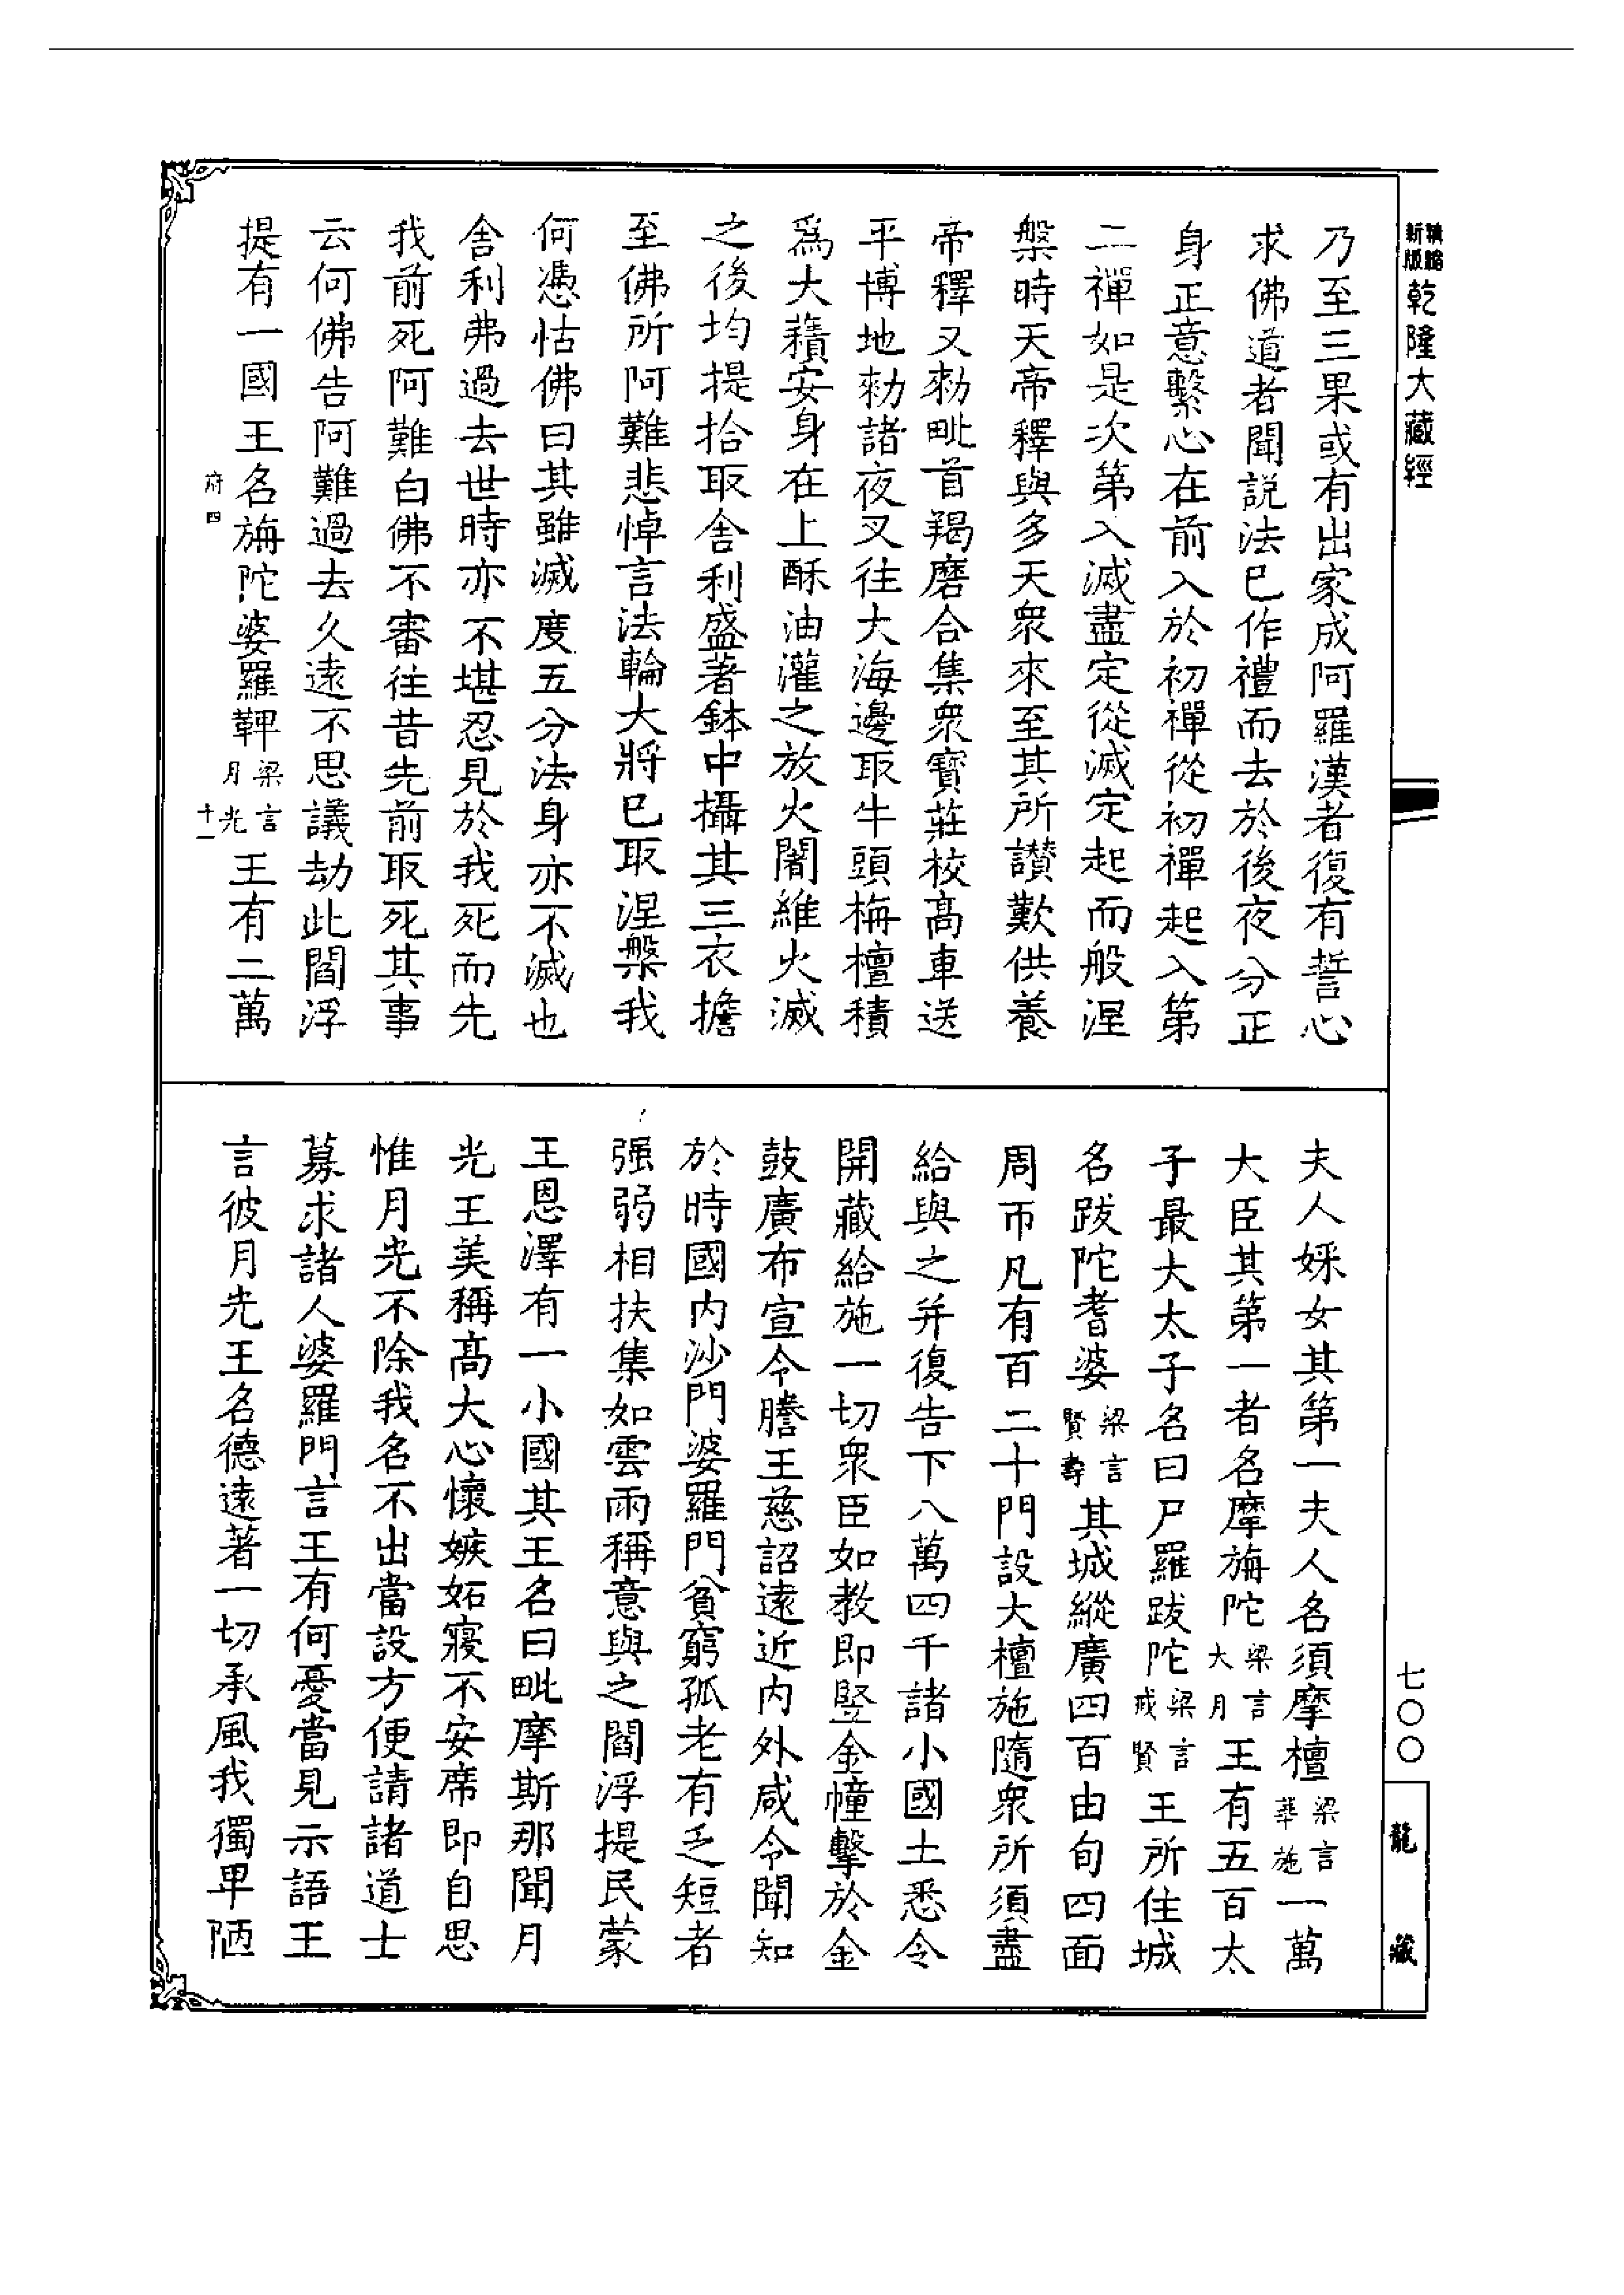 新版乾隆大藏經
乃至三果或有出家成阿羅漢者復有誓心
求佛道者聞説法已作禮而去於後夜分正
身正意繫心在前入於初禪從初禪起入第
二禪如是次第入滅盡定從滅定起而般涅
槃時天帝釋與多天衆來至其所讃歎供養
帝釋又勑毗首羯磨合集衆寳莊校髙車送
平博地勑諸夜叉往大海邊取牛頭栴檀積
爲大䕆安身在上酥油灌之放火闍維火滅
之後均提拾取舍利盛著鉢中攝其三衣擔
至佛所阿難悲悼言法輪大將已取涅槃我
何憑怙佛曰其雖滅度五分法身亦不滅也
舍利弗過去世時亦不堪忍見於我死而先
我前死阿難白佛不審往昔先前取死其事
云何佛告阿難過去久逺不思議劫此閻浮
提有一國王名旃陀婆羅鞞梁言月光王有二萬
府四
十一
夫人婇女其第一夫人名須摩檀梁言華施一萬
大臣其第一者名摩旃陀梁言大月王有五百太
子最大太子名曰尸羅跋陀梁言戒賢王所住城
名跋陀耆婆梁言賢壽其城縱廣四百由旬四面
周帀凡有百二十門設大檀施隨衆所須盡
給與之并復告下八萬四千諸小國土悉令
開藏給施一切衆臣如教即竪金幢擊於金
鼓廣布宣令謄王慈詔逺近内外咸令聞知
於時國内沙門婆羅門貧窮孤老有乏短者
强弱相扶集如雲雨稱意與之閻浮提民蒙
王恩澤有一小國其王名曰毗摩斯那聞月
光王美稱髙大心懷嫉妬寢不安席即自思
惟月光不除我名不出當設方便請諸道士
募求諸人婆羅門言王有何憂當見示語王
言彼月光王名德逺著一切承風我獨卑陋
七〇〇
龍藏